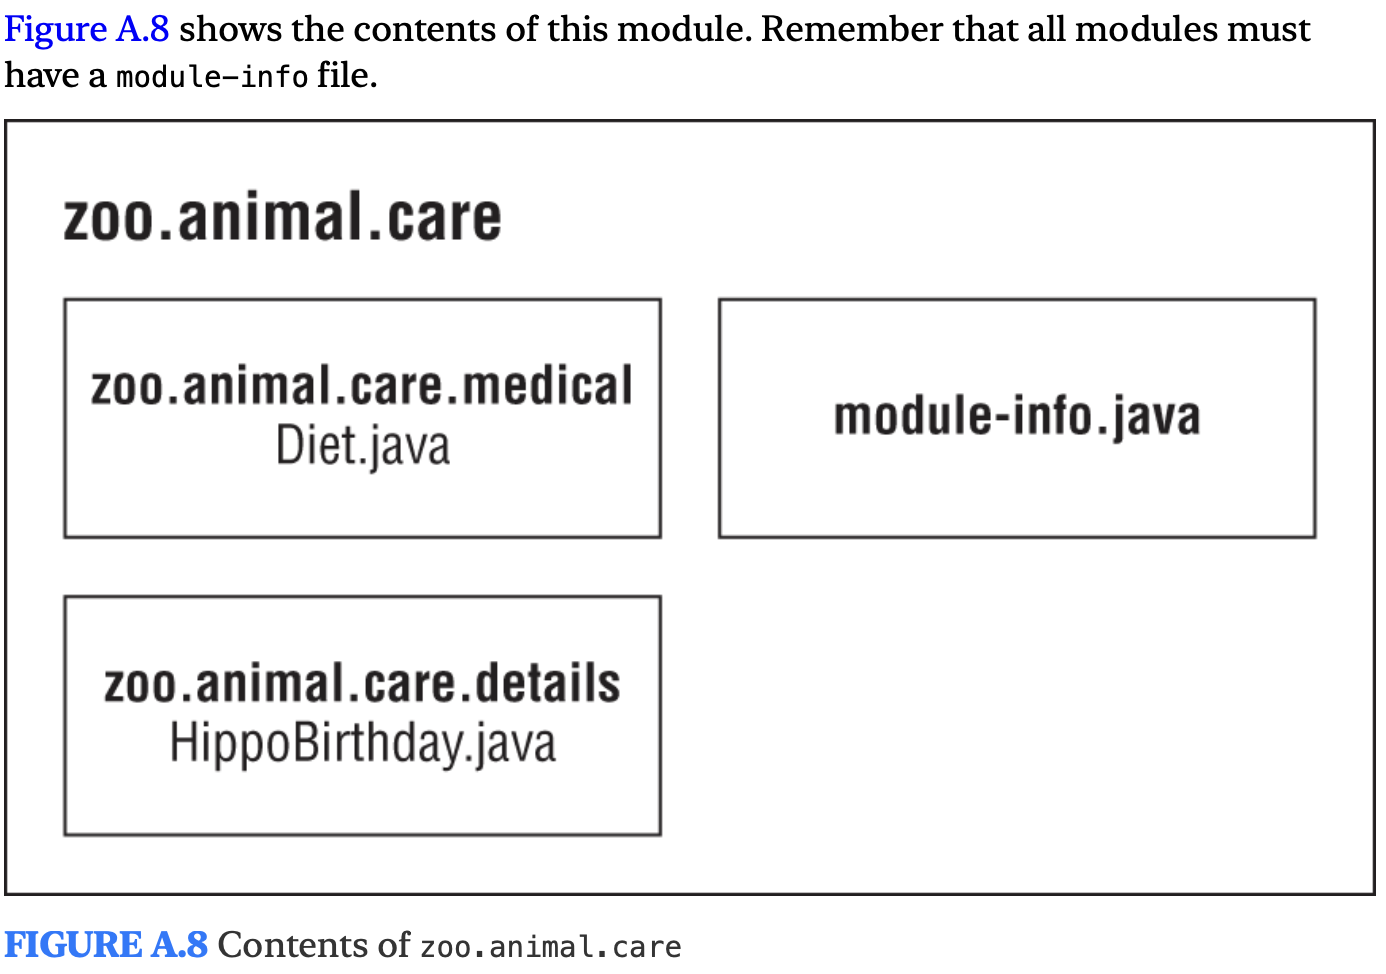 Figure A.8 shows the contents of this module. Remember that all modules must
have a module-info file.
zoo.animal.care
zoo.animal.care.medical
Diet.java
module-info.java
zoo.animal.care.details
HippoBirthday.java
FIGURE A.8 Contents of zoo.animal.care